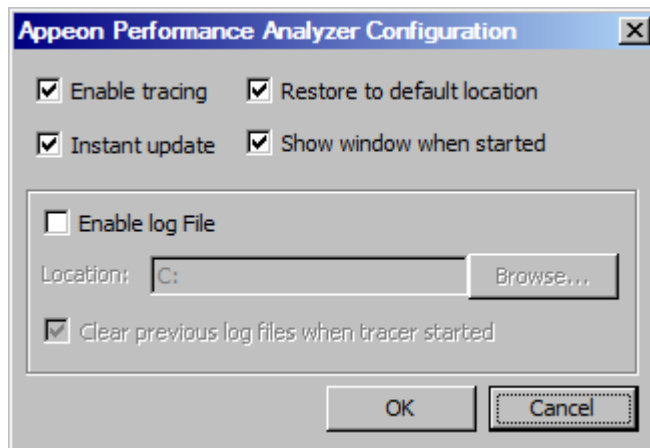 Appeon Performance Analyzer Configuration
Enable tracing Restore to default location
Instant update Show window when started
Enable log File
Location: C: Browse...
Clear previous log files when tracer started
OK Cancel